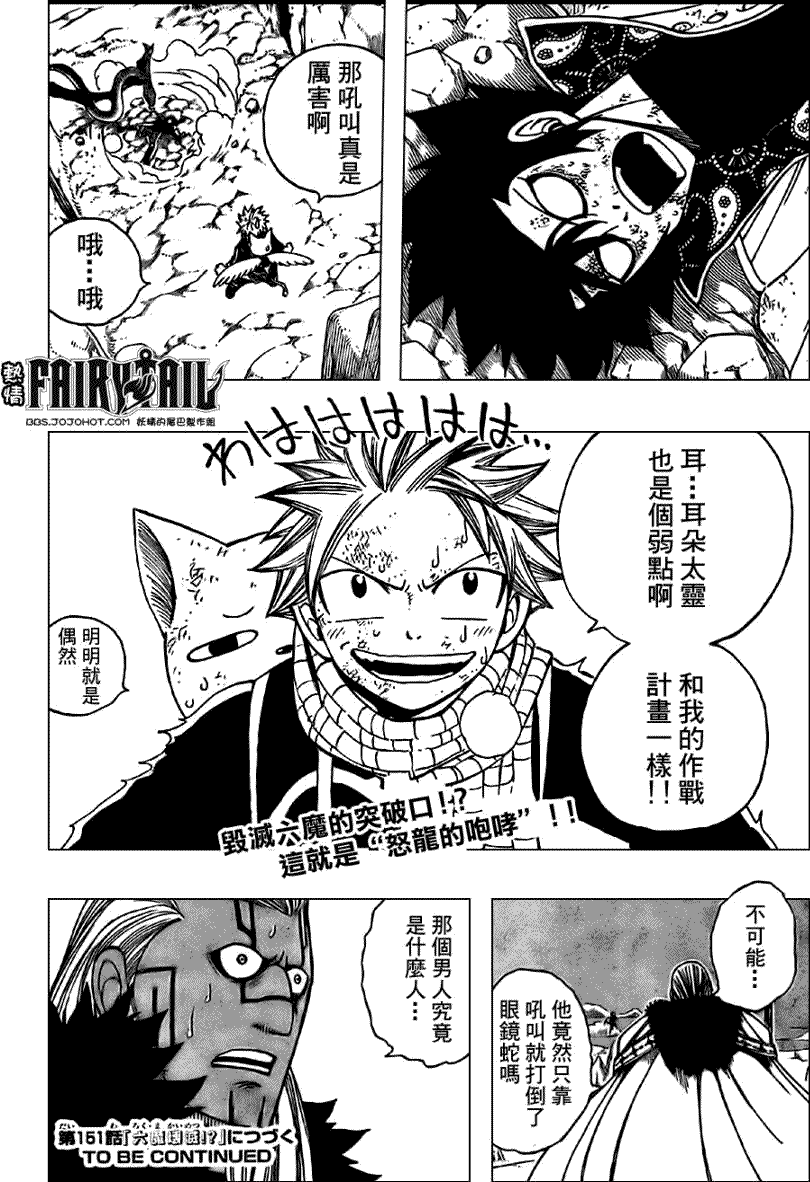 那吼叫真是
厲害啊
哦…哦
熱情
FAIRY TAIL
BBS.JOJOHOT.COM 妖精的尾巴製作組
わはははははは…
耳…耳朵太靈
也是個弱點啊
和我的作戰
計畫一樣!!
明明就是
偶然
毀滅六魔的突破口!?
這就是“怒龍的咆哮”!!
不可能…
他竟然只靠
吼叫就打倒了
眼鏡蛇嗎
那個男人究竟
是什麼人…
第151話「六魔壊滅!?」につづく
TO BE CONTINUED